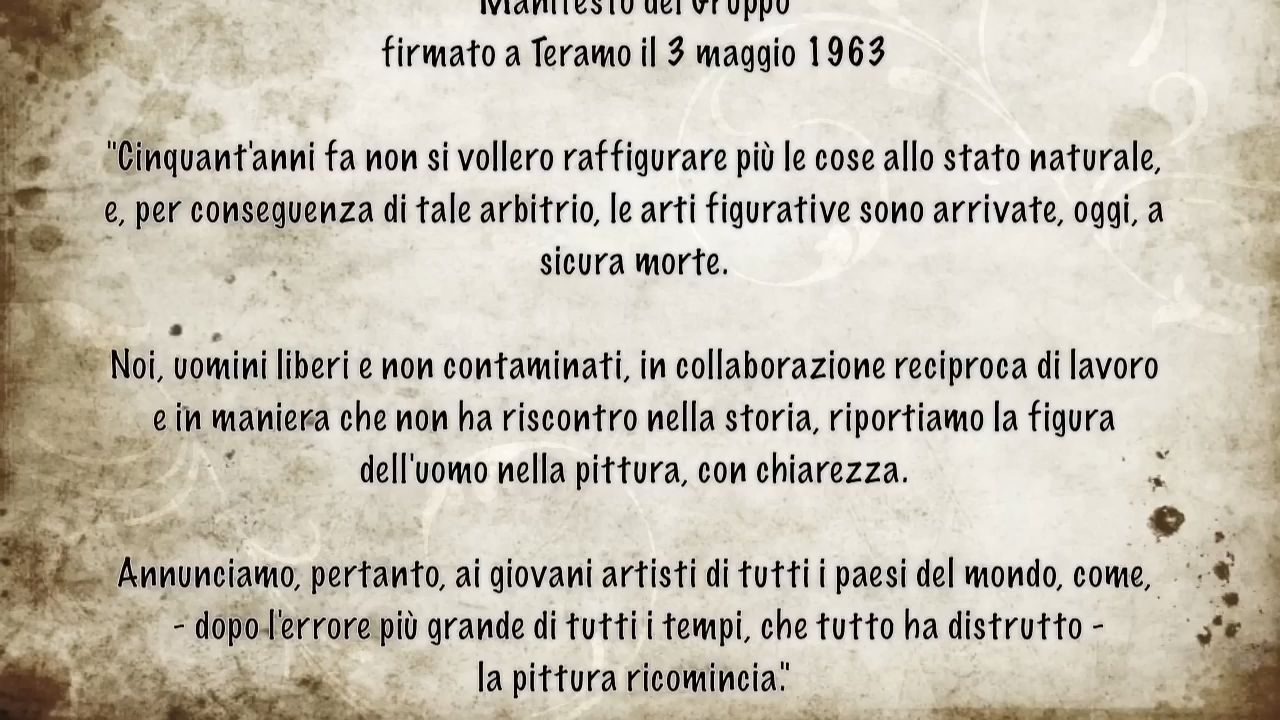 Manifesto del Gruppo
firmato a Teramo il 3 maggio 1963
"Cinquant'anni fa non si vollero raffigurare più le cose allo stato naturale,
e, per conseguenza di tale arbitrio, le arti figurative sono arrivate, oggi, a
sicura morte.
Noi, uomini liberi e non contaminati, in collaborazione reciproca di lavoro
e in maniera che non ha riscontro nella storia, riportiamo la figura
dell'uomo nella pittura, con chiarezza.
Annunciamo, pertanto, ai giovani artisti di tutti i paesi del mondo, come,
- dopo l'errore più grande di tutti i tempi, che tutto ha distrutto -
la pittura ricomincia."